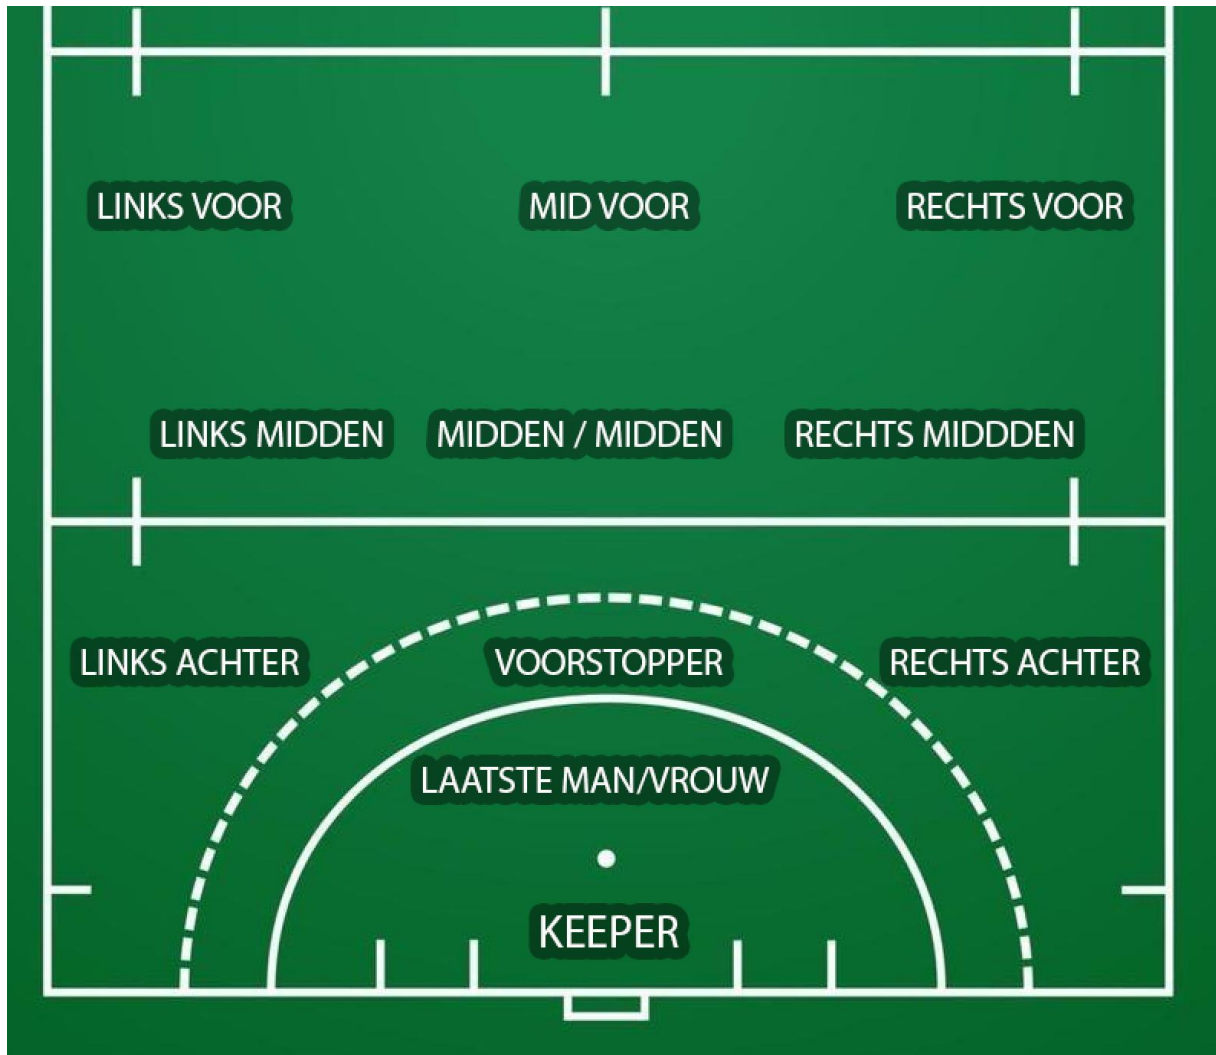 LINKS VOOR
MID VOOR
RECHTS VOOR
LINKS MIDDEN
MIDDEN / MIDDEN
RECHTS MIDDDEN
LINKS ACHTER
VOORSTOPPER
RECHTS ACHTER
LAATSTE MAN/VROUW
KEEPER